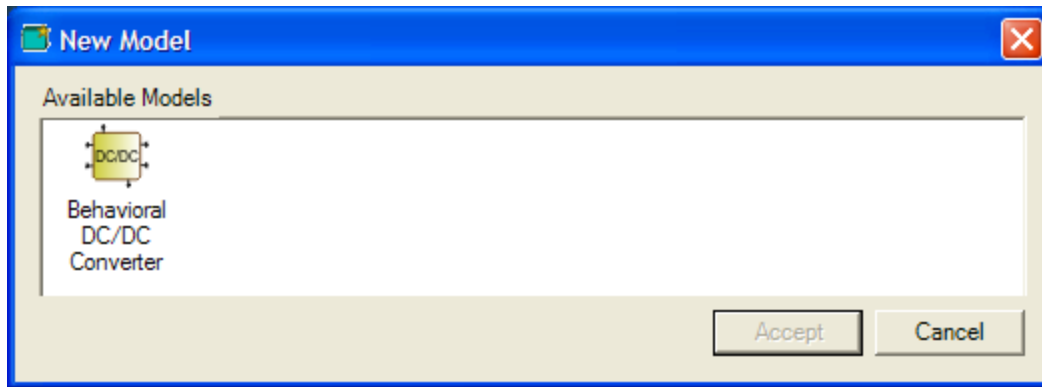 New Model
Available Models
DC/DC
Behavioral
DC/DC
Converter
Accept
Cancel